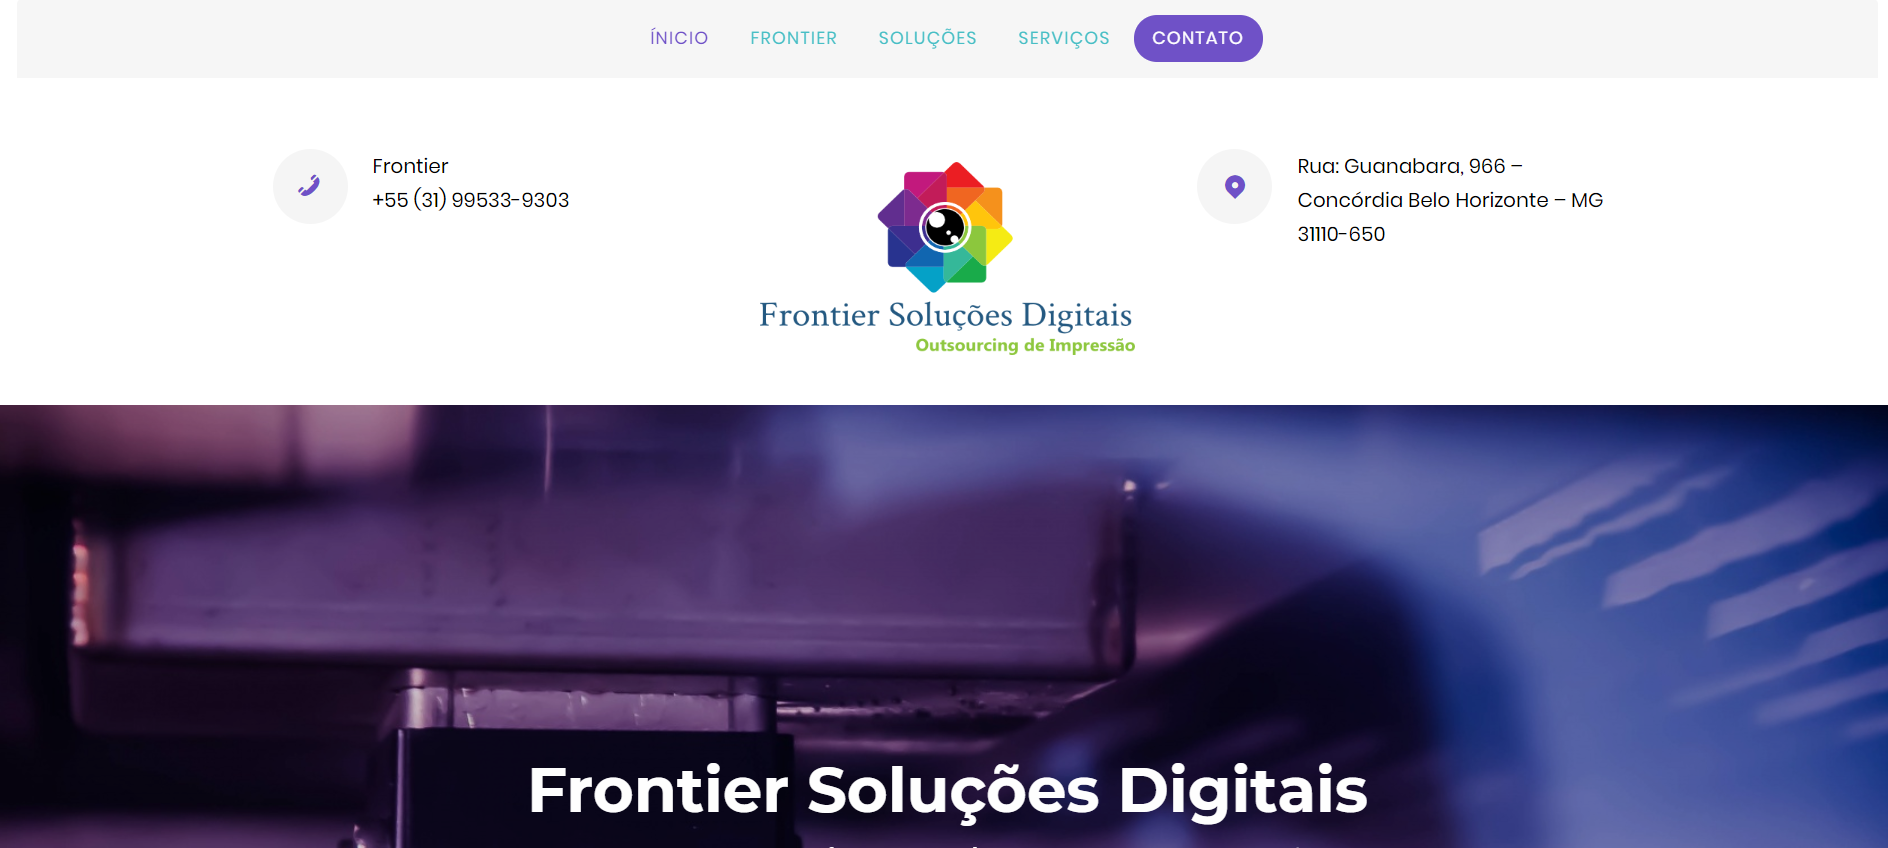 ÍNICIO FRONTIER SOLUÇÕES SERVIÇOS CONTATO
Frontier
+55 (31) 99533-9303
Frontier Soluções Digitais
Outsourcing de Impressão
Rua: Guanabara, 966 –
Concórdia Belo Horizonte – MG
31110-650
Frontier Soluções Digitais